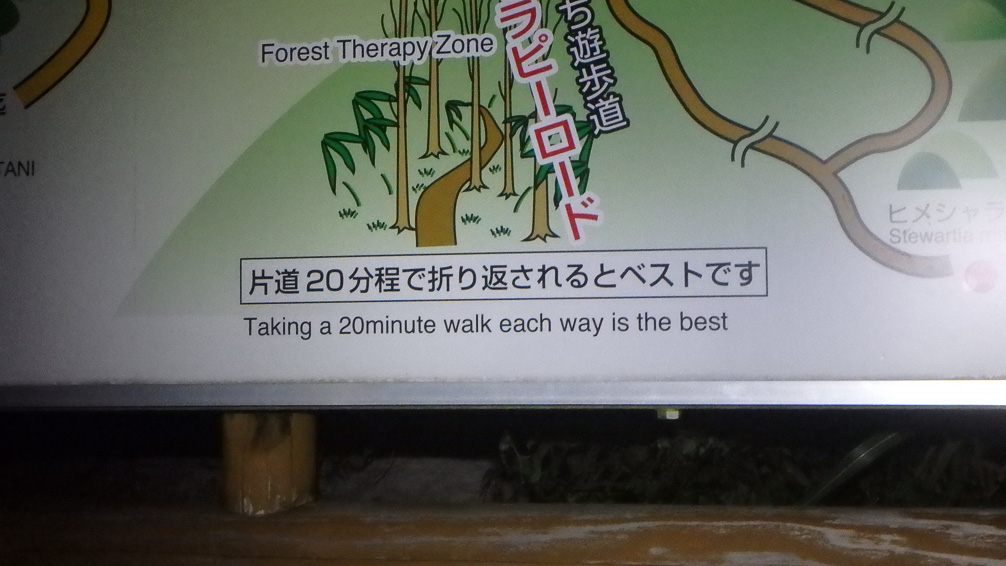 Forest Therapy Zone
ラピーロード
ち遊歩道
TANI
ヒメシャラ
Stewartia m
片道20分程で折り返されるとベストです
Taking a 20minute walk each way is the best